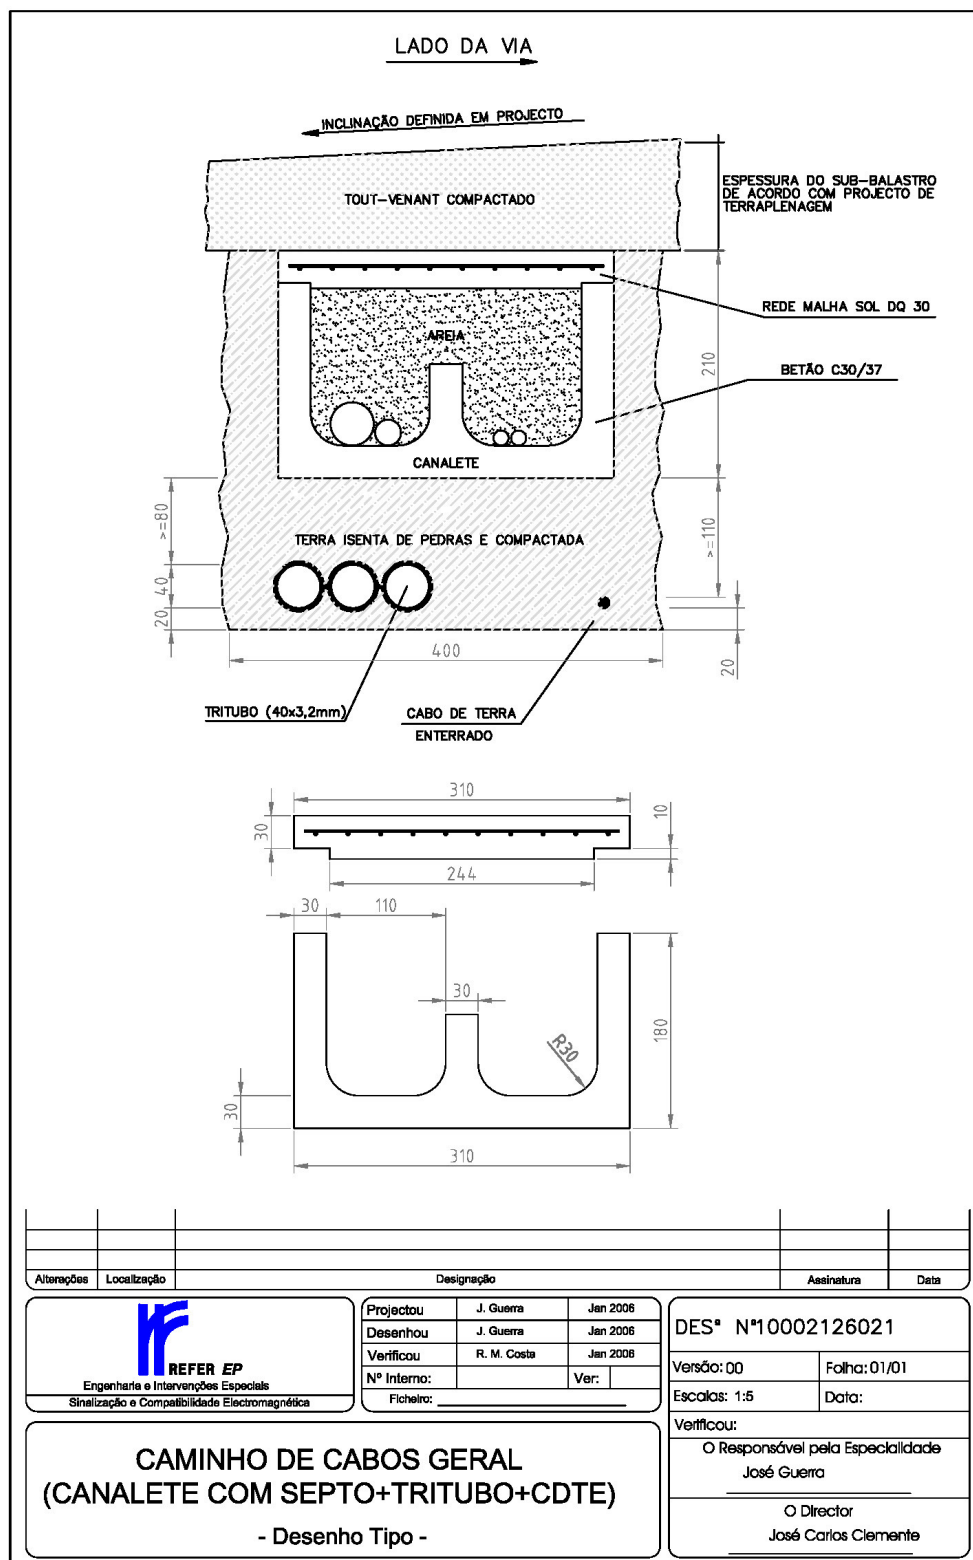 LADO DA VIA
INCLINAÇÃO DEFINIDA EM PROJECTO
TOUT-VENANT COMPACTADO
ESPESSURA DO SUB-BALASTRO
DE ACORDO COM PROJECTO DE
TERRAPLENAGEM
REDE MALHA SOL DQ 30
AREIA
210
BETÃO C30/37
CANALETE
>=80
>=110
TERRA ISENTA DE PEDRAS E COMPACTADA
40
20
400
20
TRITUBO (40x3,2mm)
CABO DE TERRA
ENTERRADO
310
30
10
244
30
110
30
R30
180
30
310
Alterações Localização Designação Assinatura Data
REFER EP
Engenharia e Intervenções Especiais
Sinalização e Compatibilidade Electromagnética
Projectou J. Guerra Jan 2006
Desenhou J. Guerra Jan 2006
Verificou R. M. Costa Jan 2006
Nº Interno: Ver:
Ficheiro:
DESº Nº10002126021
Versão: 00 Folha: 01/01
Escalas: 1:5 Data:
Verificou:
O Responsável pela Especialidade
José Guerra
O Director
José Carlos Clemente
CAMINHO DE CABOS GERAL
(CANALETE COM SEPTO+TRITUBO+CDTE)
- Desenho Tipo -